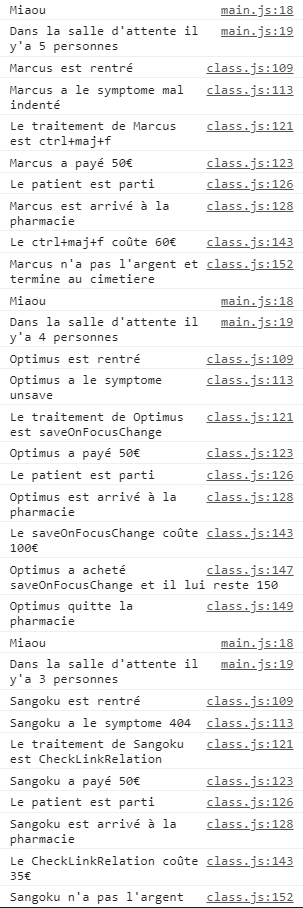 Miaou main.js:18
Dans la salle d'attente il main.js:19
y'a 5 personnes
Marcus est rentré class.js:109
Marcus a le symptome mal class.js:113
indenté
Le traitement de Marcus class.js:121
est ctrl+maj+f
Marcus a payé 50€ class.js:123
Le patient est parti class.js:126
Marcus est arrivé à la class.js:128
pharmacie
Le ctrl+maj+f coûte 60€ class.js:143
Marcus n'a pas l'argent et class.js:152
termine au cimetiere
Miaou main.js:18
Dans la salle d'attente il main.js:19
y'a 4 personnes
Optimus est rentré class.js:109
Optimus a le symptome class.js:113
unsave
Le traitement de Optimus class.js:121
est saveOnFocusChange
Optimus a payé 50€ class.js:123
Le patient est parti class.js:126
Optimus est arrivé à la class.js:128
pharmacie
Le saveOnFocusChange coûte class.js:143
100€
Optimus a acheté class.js:147
saveOnFocusChange et il lui reste 150
Optimus quitte la class.js:149
pharmacie
Miaou main.js:18
Dans la salle d'attente il main.js:19
y'a 3 personnes
Sangoku est rentré class.js:109
Sangoku a le symptome 404 class.js:113
Le traitement de Sangoku class.js:121
est CheckLinkRelation
Sangoku a payé 50€ class.js:123
Le patient est parti class.js:126
Sangoku est arrivé à la class.js:128
pharmacie
Le CheckLinkRelation coûte class.js:143
35€
Sangoku n'a pas l'argent class.js:152